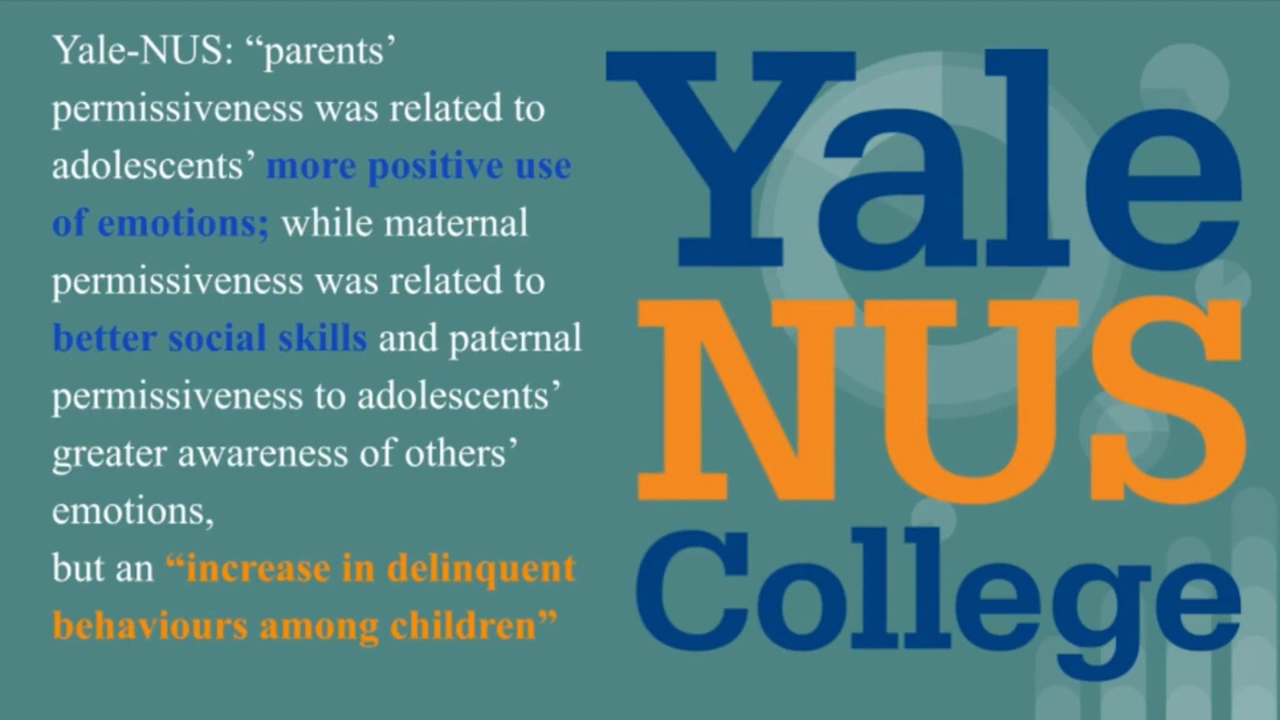 Yale-NUS: “parents’
permissiveness was related to
adolescents’ more positive use
of emotions; while maternal
permissiveness was related to
better social skills and paternal
permissiveness to adolescents’
greater awareness of others’
emotions,
but an “increase in delinquent
behaviours among children”
Yale
NUS
College